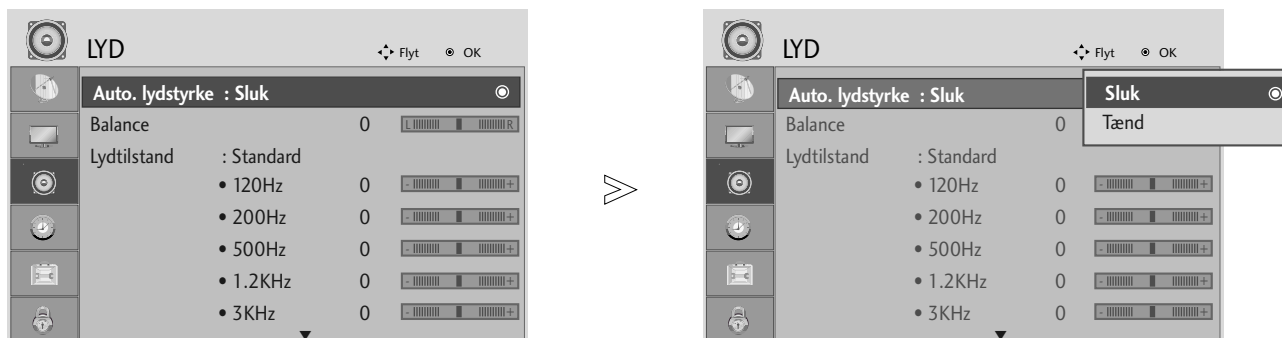 LYD Flyt OK
Auto. lydstyrke : Sluk
Balance 0 L R
Lydtilstand : Standard
• 120Hz 0 - +
• 200Hz 0 - +
• 500Hz 0 - +
• 1.2KHz 0 - +
• 3KHz 0 - +
LYD Flyt OK
Auto. lydstyrke : Sluk
Sluk
Tænd
Balance 0
Lydtilstand : Standard
• 120Hz 0 - +
• 200Hz 0 - +
• 500Hz 0 - +
• 1.2KHz 0 - +
• 3KHz 0 - +